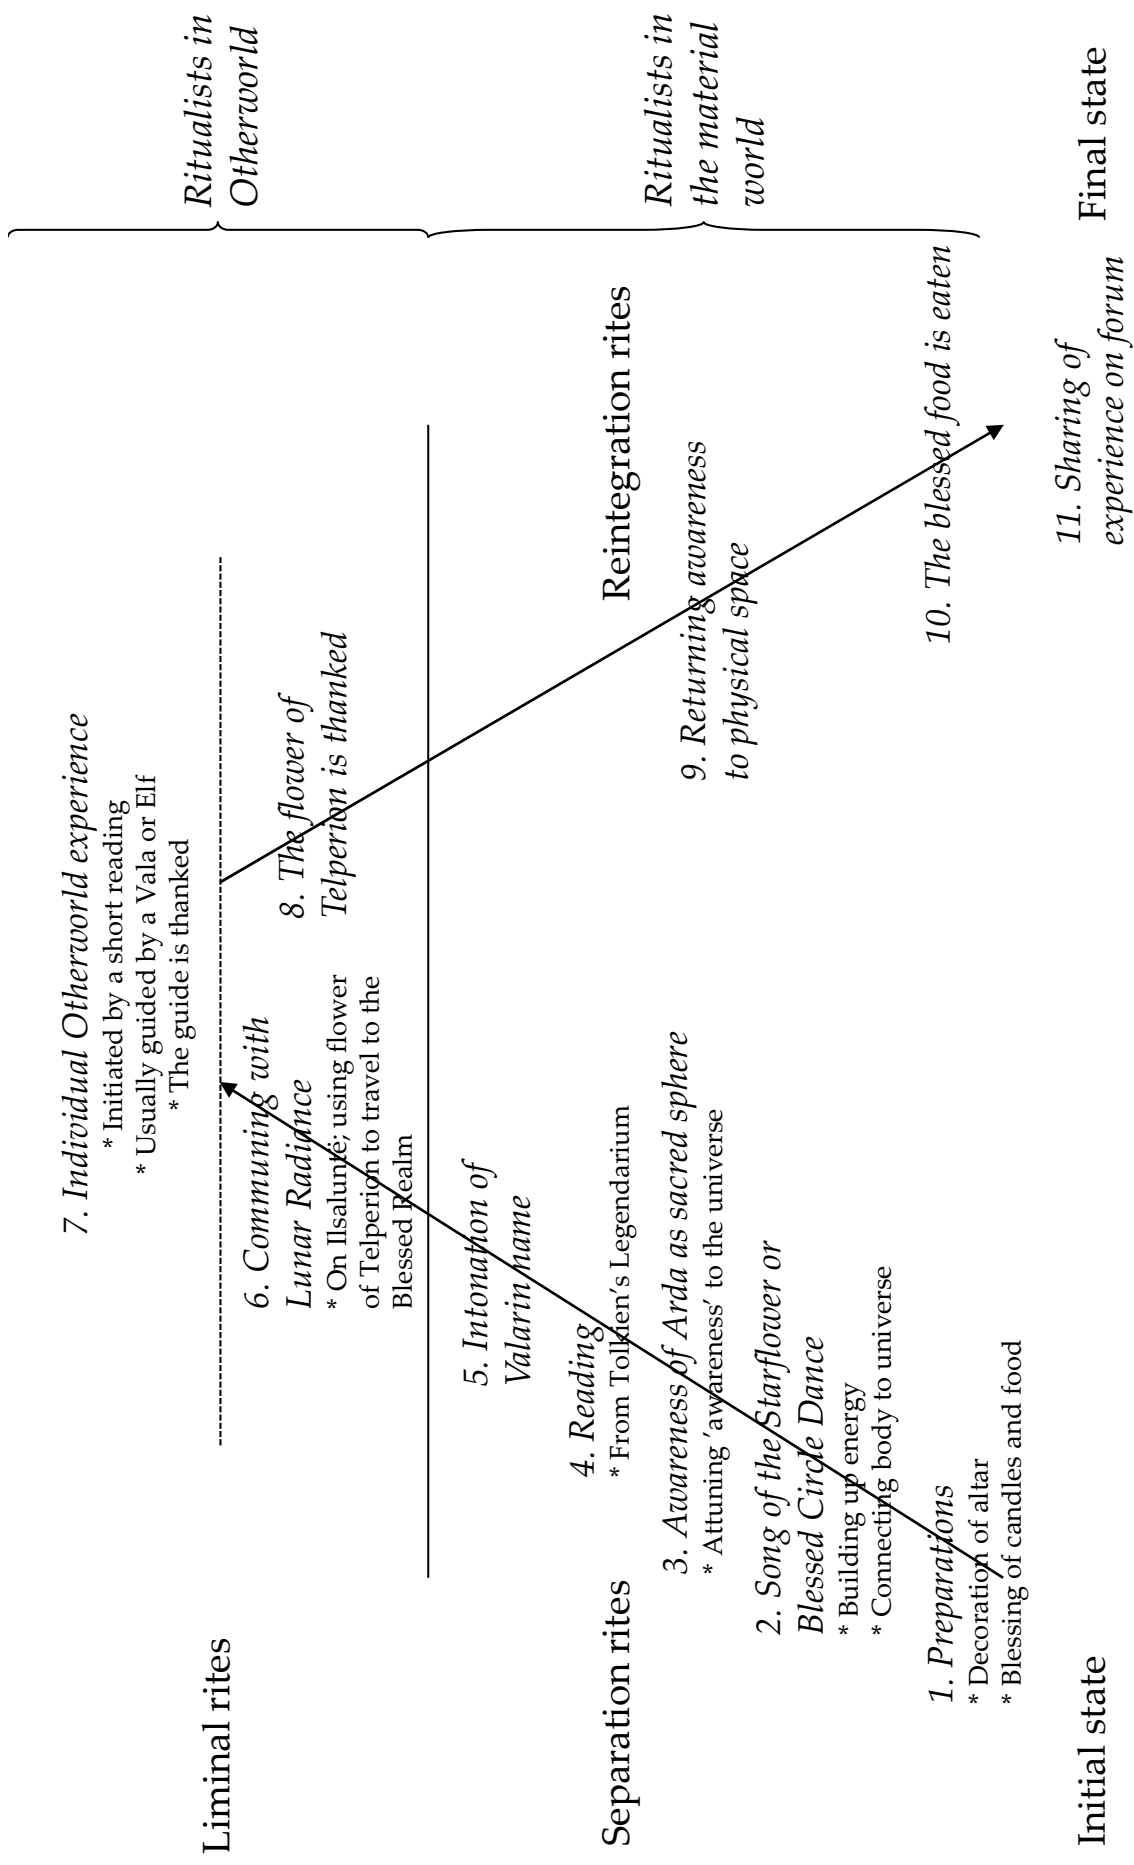 7. Individual Otherworld experience
* Initiated by a short reading
* Usually guided by a Vala or Elf
* The guide is thanked
Liminal rites
6. Communing with
Lunar Radiance
* On Ilsaluntë; using flower
of Telperion to travel to the
Blessed Realm
8. The flower of
Telperion is thanked
Ritualists in
Otherworld
5. Intonation of
Valarin name
4. Reading
* From Tolkien's Legendarium
Separation rites
3. Awareness of Arda as sacred sphere
* Attuning 'awareness' to the universe
2. Song of the Starflower or
Blessed Circle Dance
* Building up energy
* Connecting body to universe
1. Preparations
* Decoration of altar
* Blessing of candles and food
Reintegration rites
9. Returning awareness
to physical space
10. The blessed food is eaten
Ritualists in
the material
world
Initial state
11. Sharing of
experience on forum
Final state